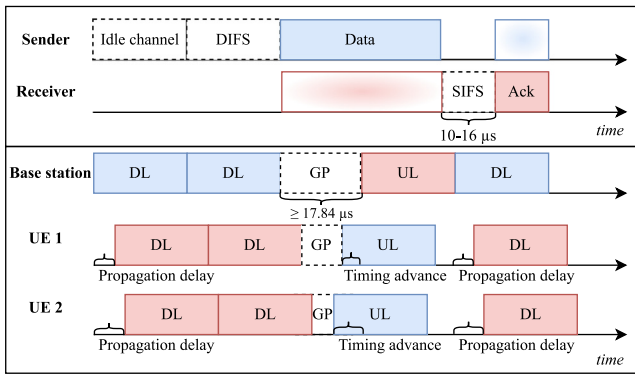 Sender Idle channel DIFS Data
Receiver SIFS Ack
10-16 μs time
Base station DL DL GP UL DL
≥ 17.84 μs
UE 1 DL DL GP UL DL
Propagation delay Timing advance Propagation delay
UE 2 DL DL GP UL DL
Propagation delay Timing advance Propagation delay
time